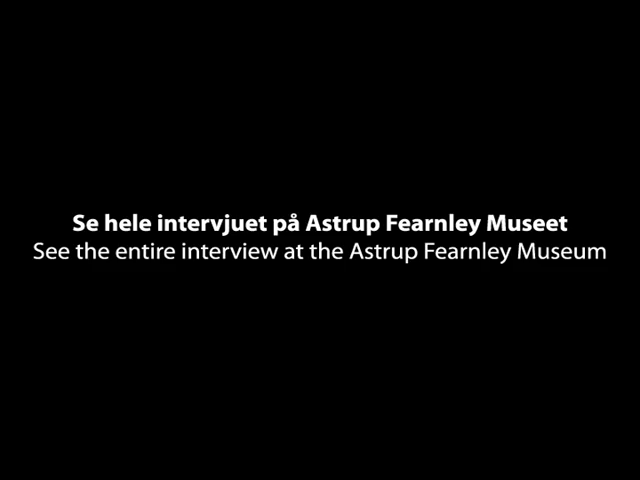 Se hele intervjuet på Astrup Fearnley Museet
See the entire interview at the Astrup Fearnley Museum